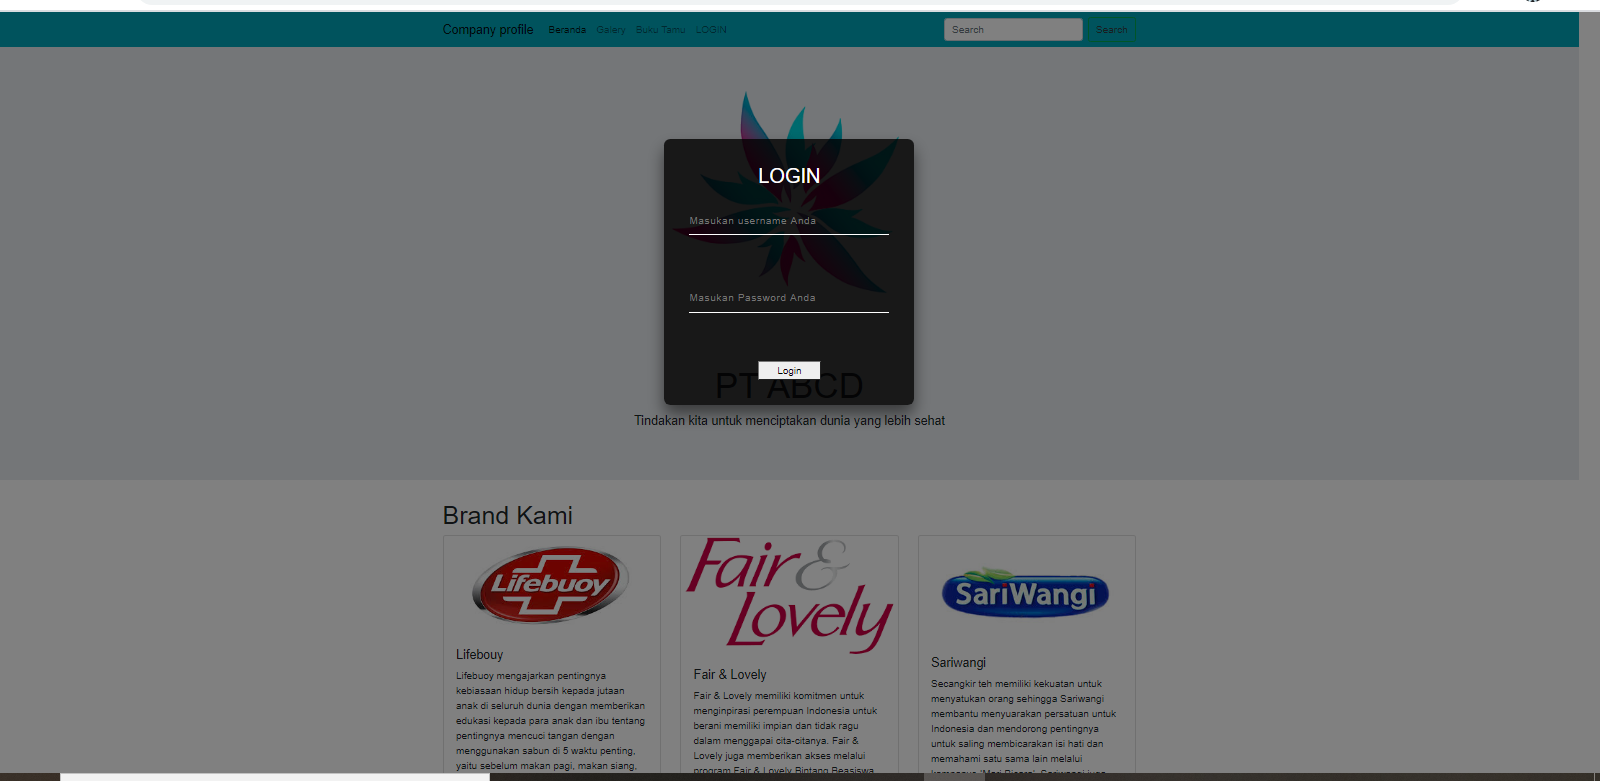 Company profile Beranda Galery Buku Tamu LOGIN Search Search
LOGIN
Masukan username Anda
Masukan Password Anda
Login
PT ABCD
Tindakan kita untuk menciptakan dunia yang lebih sehat
Brand Kami
Lifebuoy
Lifebouy
Lifebuoy mengajarkan pentingnya
kebiasaan hidup bersih kepada jutaan
anak di seluruh dunia dengan memberikan
edukasi kepada para anak dan ibu tentang
pentingnya mencuci tangan dengan
menggunakan sabun di 5 waktu penting,
yaitu sebelum makan pagi, makan siang,
Fair &
Lovely
Fair & Lovely
Fair & Lovely memiliki komitmen untuk
menginpirasi perempuan Indonesia untuk
berani memiliki impian dan tidak ragu
dalam menggapai cita-citanya. Fair &
Lovely juga memberikan akses melalui
program Fair & Lovely Bintang Beasiswa
SariWangi
Sariwangi
Secangkir teh memiliki kekuatan untuk
menyatukan orang sehingga Sariwangi
membantu menyuarakan persatuan untuk
Indonesia dan mendorong pentingnya
untuk saling membicarakan isi hati dan
memahami satu sama lain melalui